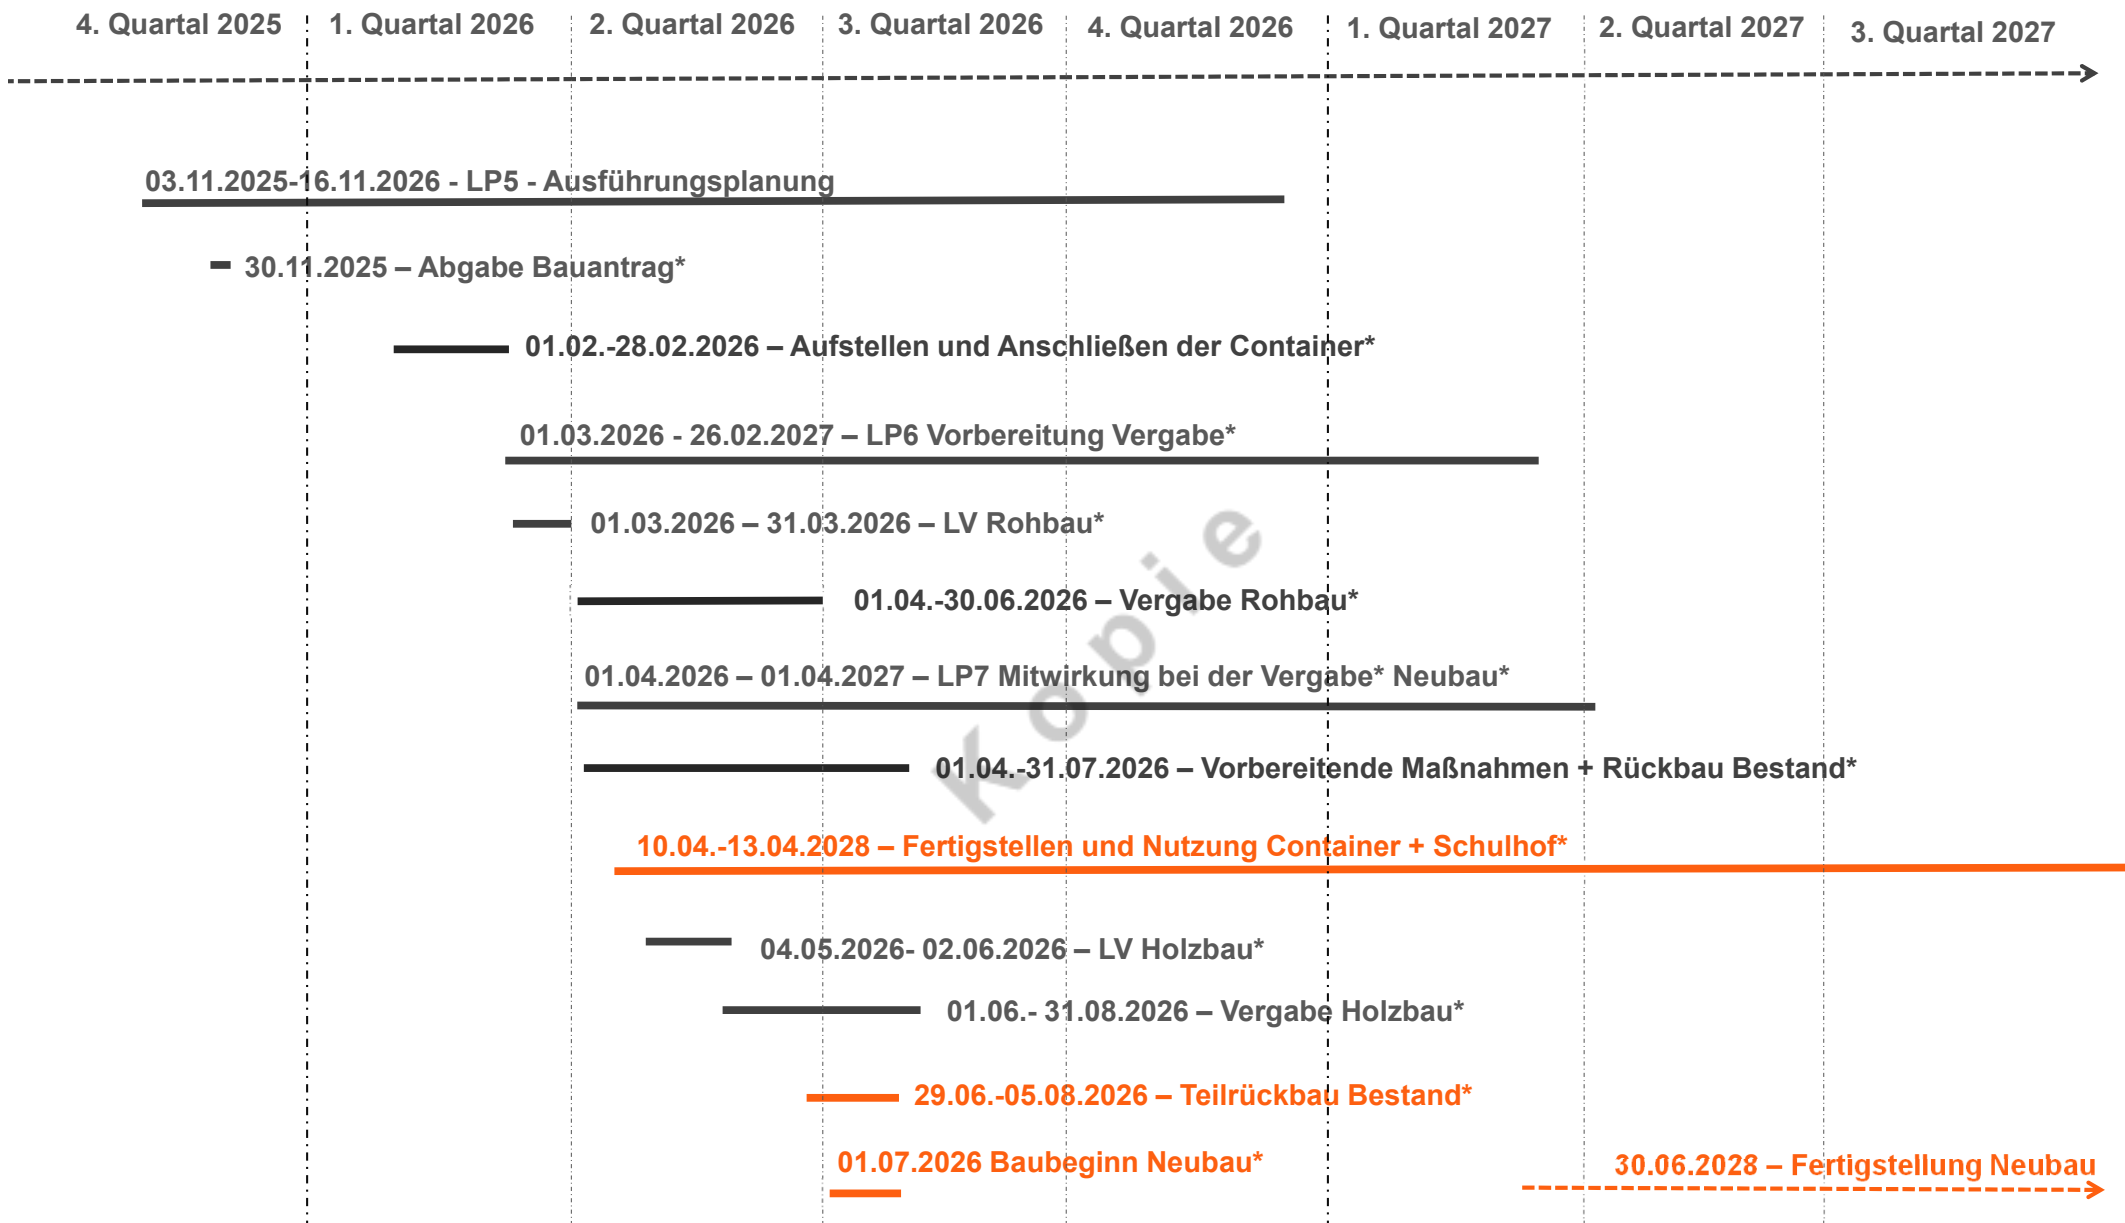 4. Quartal 2025
1. Quartal 2026
2. Quartal 2026
3. Quartal 2026
4. Quartal 2026
1. Quartal 2027
2. Quartal 2027
3. Quartal 2027
03.11.2025-16.11.2026 - LP5 - Ausführungsplanung
30.11.2025 – Abgabe Bauantrag*
01.02.-28.02.2026 – Aufstellen und Anschließen der Container*
01.03.2026 - 26.02.2027 – LP6 Vorbereitung Vergabe*
01.03.2026 – 31.03.2026 – LV Rohbau*
01.04.-30.06.2026 – Vergabe Rohbau*
01.04.2026 – 01.04.2027 – LP7 Mitwirkung bei der Vergabe* Neubau*
01.04.-31.07.2026 – Vorbereitende Maßnahmen + Rückbau Bestand*
10.04.-13.04.2028 – Fertigstellen und Nutzung Container + Schulhof*
04.05.2026- 02.06.2026 – LV Holzbau*
01.06.- 31.08.2026 – Vergabe Holzbau*
29.06.-05.08.2026 – Teilrückbau Bestand*
01.07.2026 Baubeginn Neubau*
30.06.2028 – Fertigstellung Neubau
Kopie